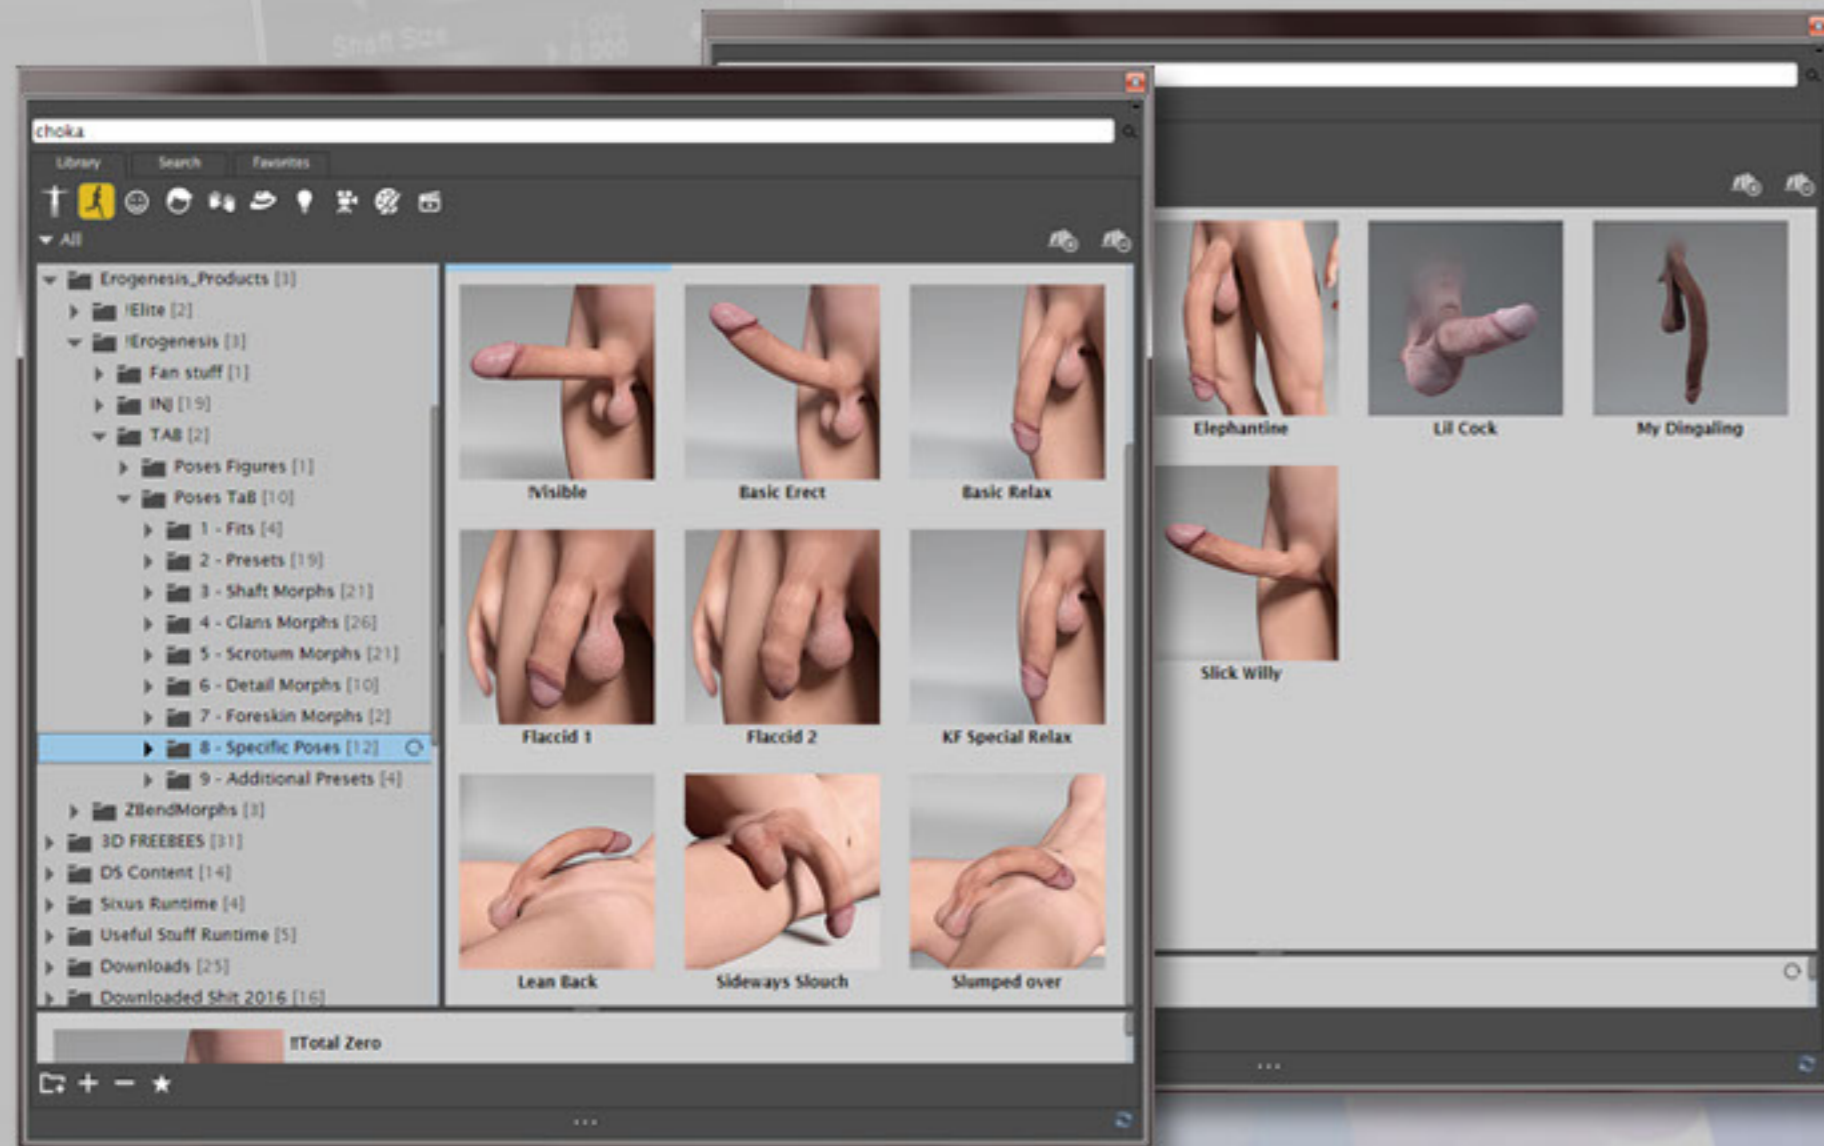 Shaft Size
choka
Library
Search
Favorites
All
Erogenesis_Products [3]
!Elite [2]
!Erogenesis [3]
Fan stuff [1]
INJ [19]
TAB [2]
Poses Figures [1]
Poses TaB [10]
1 - Fits [4]
2 - Presets [19]
3 - Shaft Morphs [21]
4 - Glans Morphs [26]
5 - Scrotum Morphs [21]
6 - Detail Morphs [10]
7 - Foreskin Morphs [2]
8 - Specific Poses [12]
9 - Additional Presets [4]
ZBendMorphs [3]
3D FREEBEES [31]
DS Content [14]
Sixus Runtime [4]
Useful Stuff Runtime [5]
Downloads [25]
Downloaded Shit 2016 [16]
!Visible
Basic Erect
Basic Relax
Flaccid 1
Flaccid 2
KF Special Relax
Lean Back
Sideways Slouch
Slumped over
!!Total Zero
Elephantine
Lil Cock
My Dingaling
Slick Willy